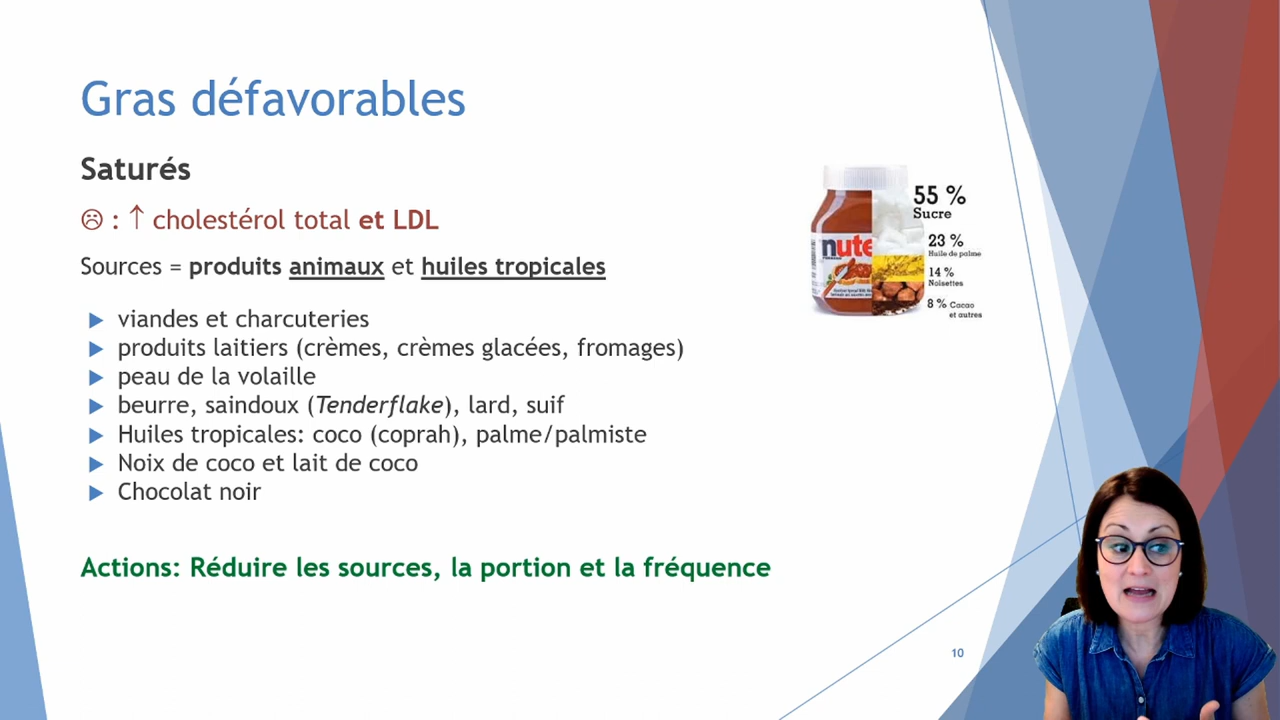 Gras défavorables
Saturés
☹ : ↑ cholestérol total et LDL
Sources = produits animaux et huiles tropicales
▶ viandes et charcuteries
▶ produits laitiers (crèmes, crèmes glacées, fromages)
▶ peau de la volaille
▶ beurre, saindoux (Tenderflake), lard, suif
▶ Huiles tropicales: coco (coprah), palme/palmiste
▶ Noix de coco et lait de coco
▶ Chocolat noir
Actions: Réduire les sources, la portion et la fréquence
nute
55 %
Sucre
23 %
Huile de palme
14 %
Noisettes
8 % Cacao
et autres
10